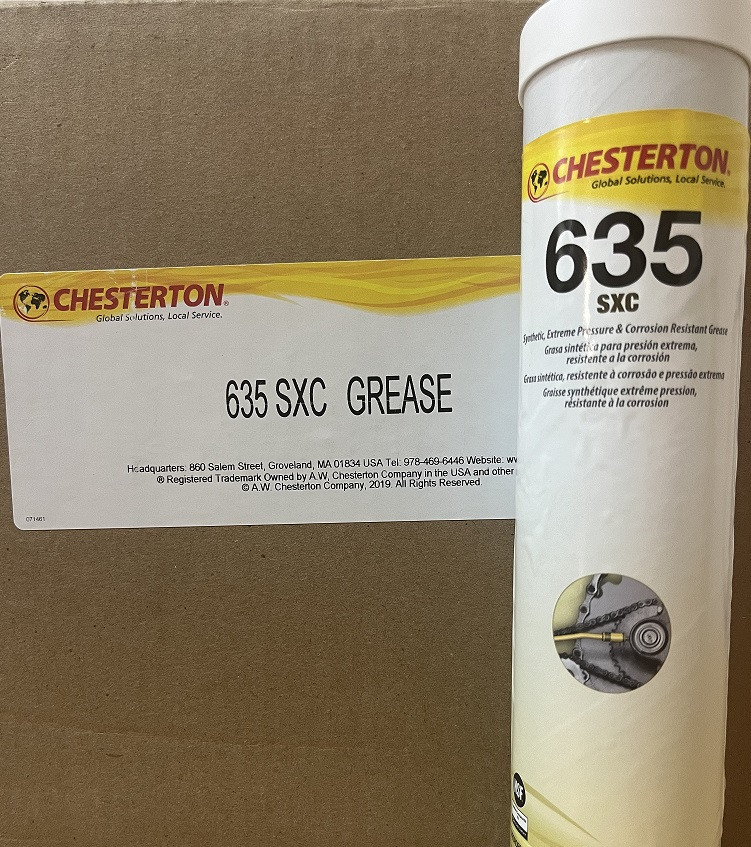 CHESTERTON®
Global Solutions, Local Service.
635 SXC GREASE
Headquarters: 860 Salem Street, Groveland, MA 01834 USA Tel: 978-469-6446 Website:
® Registered Trademark Owned by A.W. Chesterton Company in the USA and other
© A.W. Chesterton Company, 2019. All Rights Reserved.
071461
CHESTERTON®
Global Solutions, Local Service.
635
SXC
Synthetic, Extreme Pressure & Corrosion Resistant Grease
Grasa sintética para presión extrema,
resistente a la corrosión
Graxa sintética, resistente à corrosão e pressão extrema
Graisse synthétique extrême pression,
résistante à la corrosion
NSF